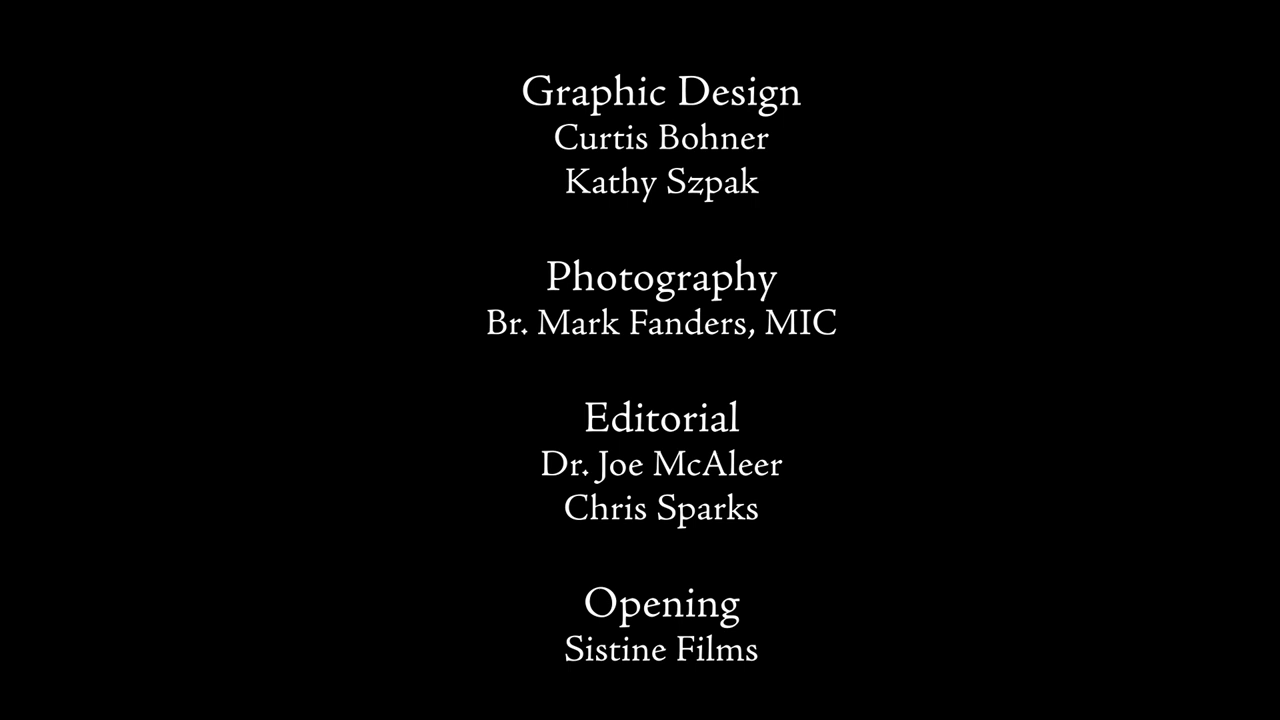 Graphic Design
Curtis Bohner
Kathy Szpak
Photography
Br. Mark Fanders, MIC
Editorial
Dr. Joe McAleer
Chris Sparks
Opening
Sistine Films